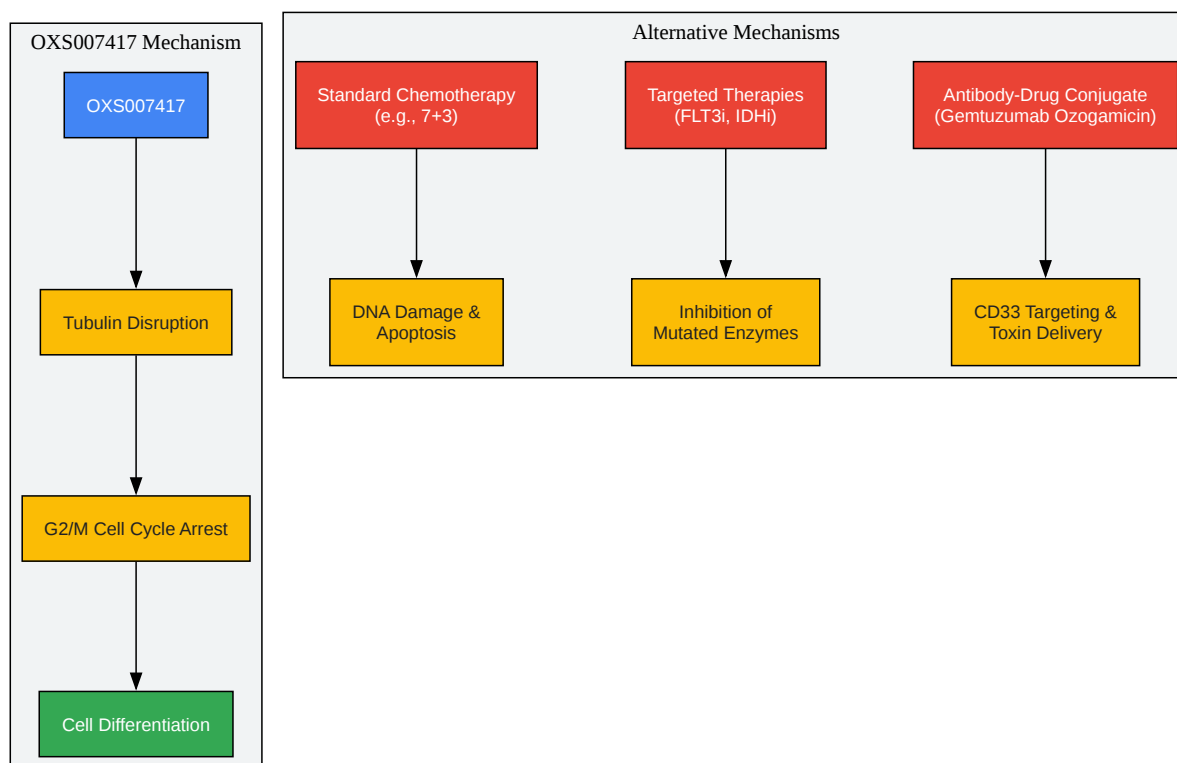 OXS007417 Mechanism
OXS007417
Tubulin Disruption
G2/M Cell Cycle Arrest
Cell Differentiation
Alternative Mechanisms
Standard Chemotherapy
(e.g., 7+3)
DNA Damage &
Apoptosis
Targeted Therapies
(FLT3i, IDHi)
Inhibition of
Mutated Enzymes
Antibody-Drug Conjugate
(Gemtuzumab Ozogamicin)
CD33 Targeting &
Toxin Delivery